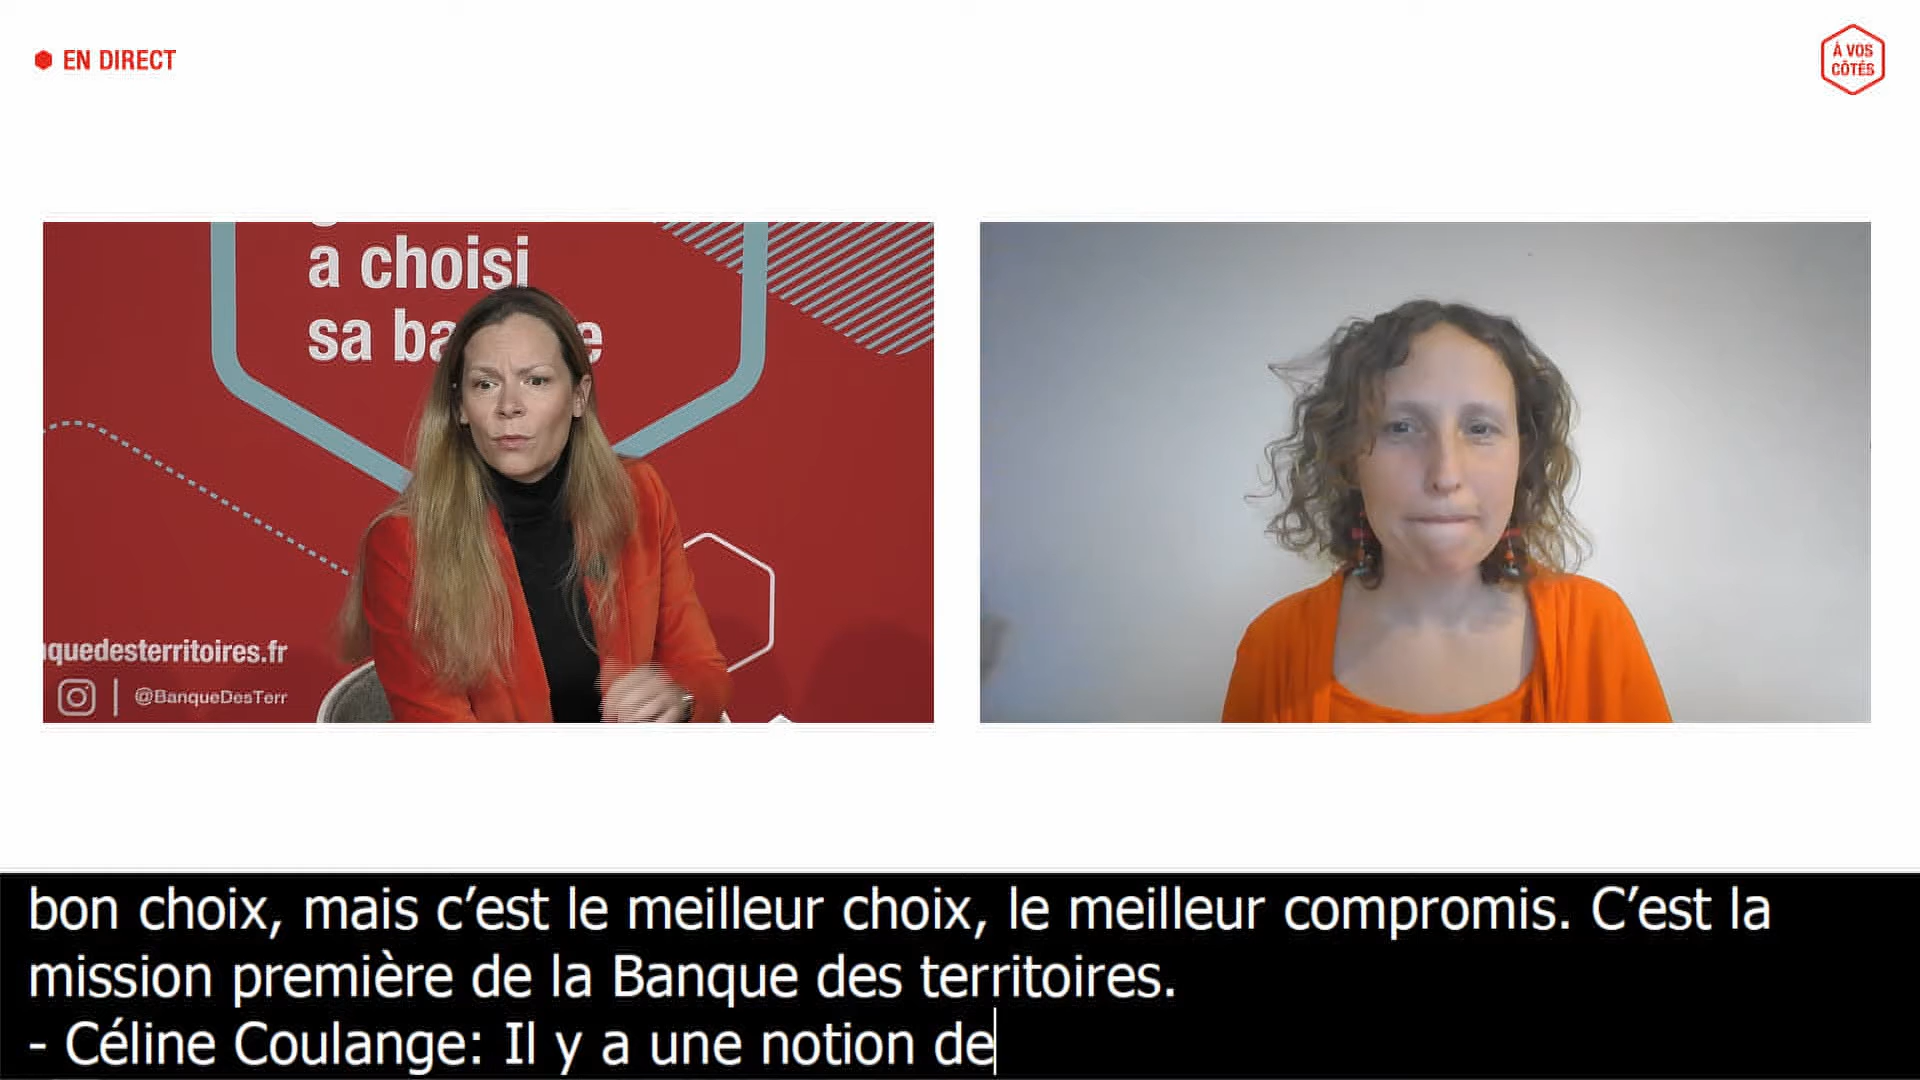 EN DIRECT
À VOS
CÔTÉS
a choisi
sa ba e
quedesterritoires.fr
@BanqueDesTerr
bon choix, mais c’est le meilleur choix, le meilleur compromis. C’est la
mission première de la Banque des territoires.
- Céline Coulange: Il y a une notion de